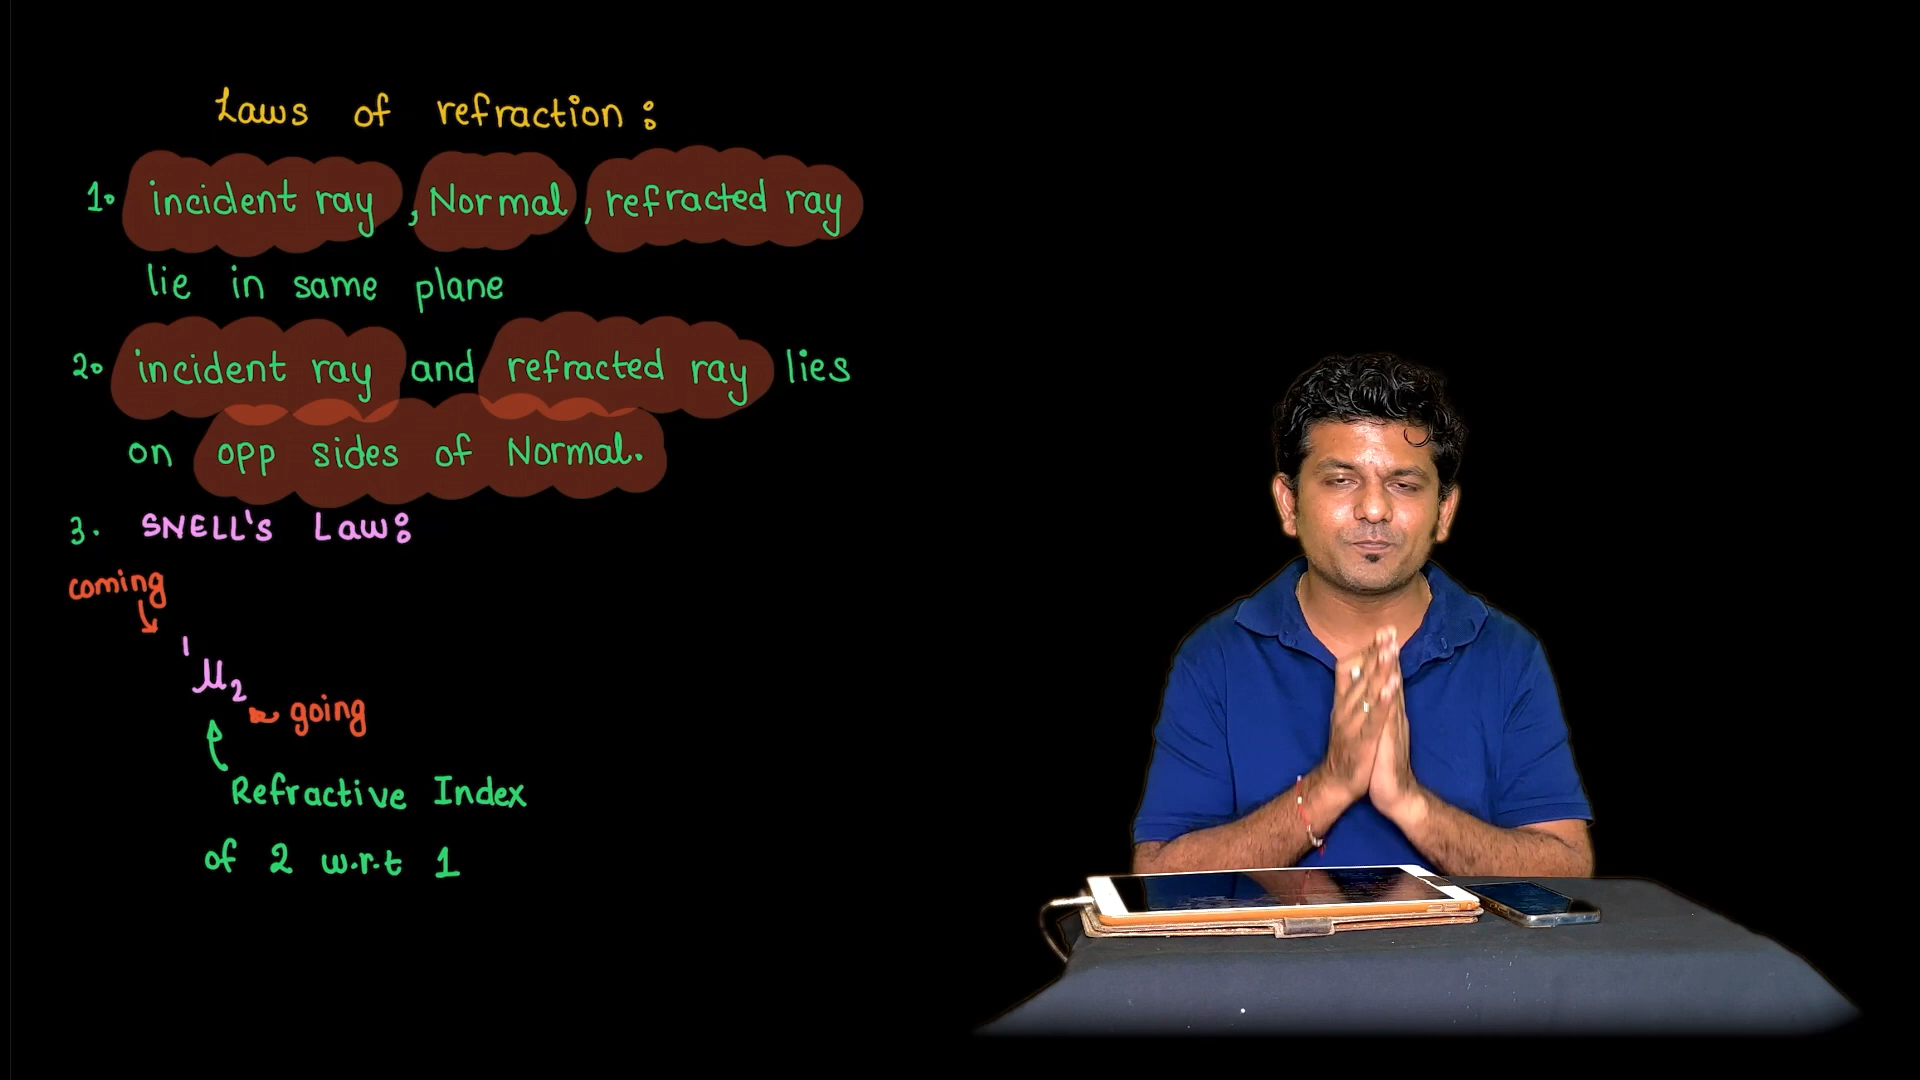 Laws of refraction:
1. incident ray, Normal, refracted ray
lie in same plane
2. incident ray and refracted ray lies
on opp sides of Normal.
3. SNELL's Law:
coming
¹μ₂
going
Refractive Index
of 2 w.r.t 1